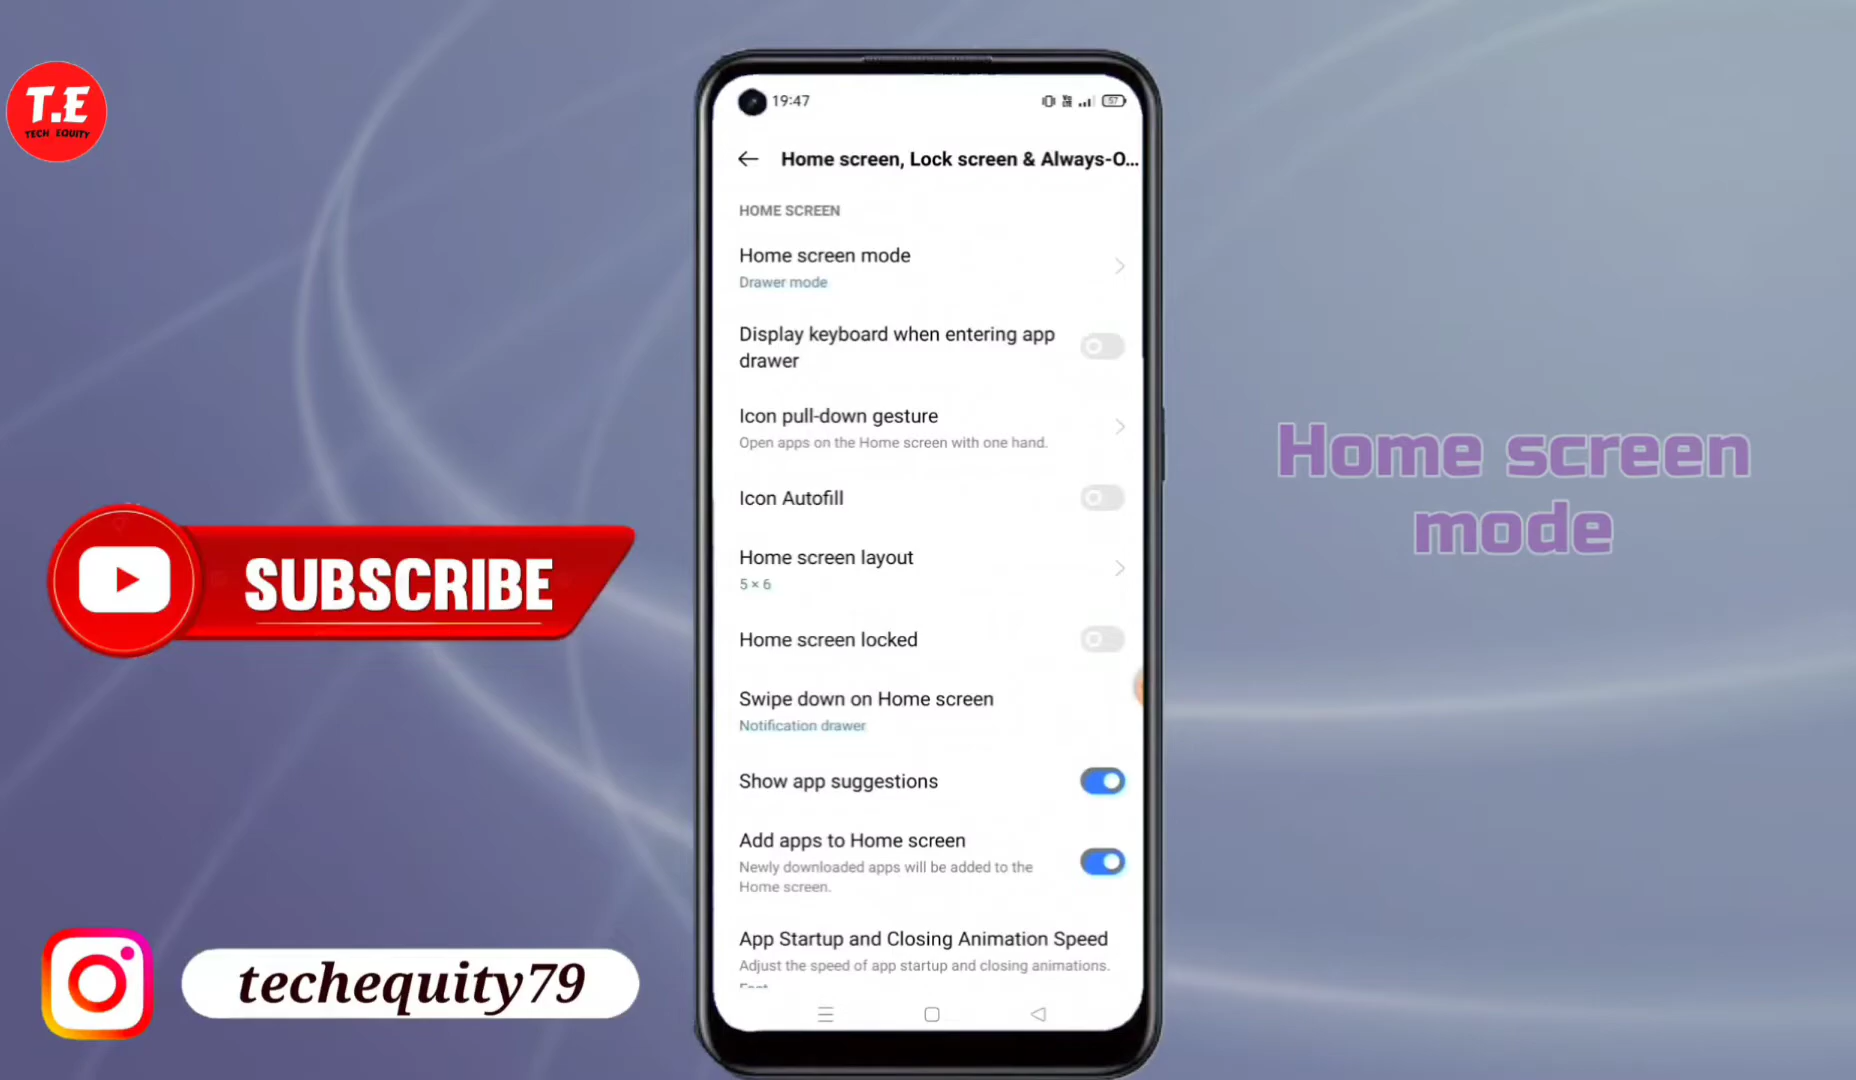 T.E
TECH EQUITY
19:47
57
Home screen, Lock screen & Always-O...
HOME SCREEN
Home screen mode
Drawer mode
Display keyboard when entering app
drawer
Icon pull-down gesture
Open apps on the Home screen with one hand.
Icon Autofill
Home screen layout
5 × 6
Home screen locked
Swipe down on Home screen
Notification drawer
Show app suggestions
Add apps to Home screen
Newly downloaded apps will be added to the
Home screen.
App Startup and Closing Animation Speed
Adjust the speed of app startup and closing animations.
Home screen
mode
SUBSCRIBE
techequity79